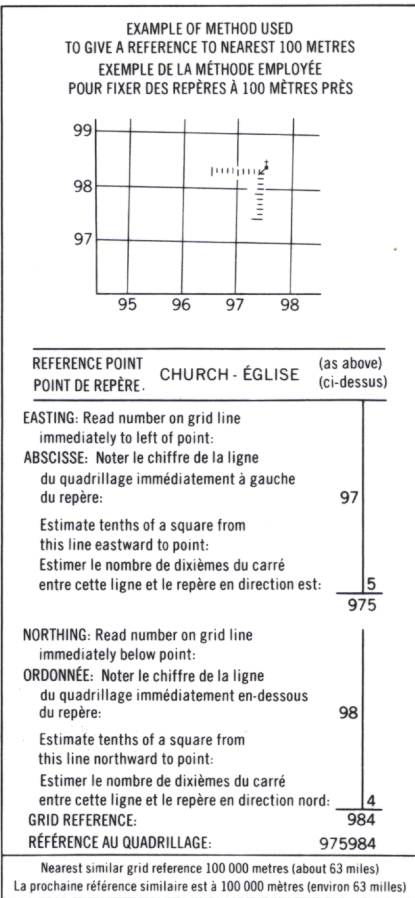 EXAMPLE OF METHOD USED
TO GIVE A REFERENCE TO NEAREST 100 METRES
EXEMPLE DE LA MÉTHODE EMPLOYÉE
POUR FIXER DES REPÈRES À 100 MÈTRES PRÈS
99
98
97
95 96 97 98
REFERENCE POINT
POINT DE REPÈRE.
CHURCH - ÉGLISE
(as above)
(ci-dessus)
EASTING: Read number on grid line
immediately to left of point:
ABSCISSE: Noter le chiffre de la ligne
du quadrillage immédiatement à gauche
du repère: 97
Estimate tenths of a square from
this line eastward to point:
Estimer le nombre de dixièmes du carré
entre cette ligne et le repère en direction est: 5
975
NORTHING: Read number on grid line
immediately below point:
ORDONNÉE: Noter le chiffre de la ligne
du quadrillage immédiatement en-dessous
du repère: 98
Estimate tenths of a square from
this line northward to point:
Estimer le nombre de dixièmes du carré
entre cette ligne et le repère en direction nord: 4
GRID REFERENCE: 984
RÉFÉRENCE AU QUADRILLAGE: 975984
Nearest similar grid reference 100 000 metres (about 63 miles)
La prochaine référence similaire est à 100 000 mètres (environ 63 milles)